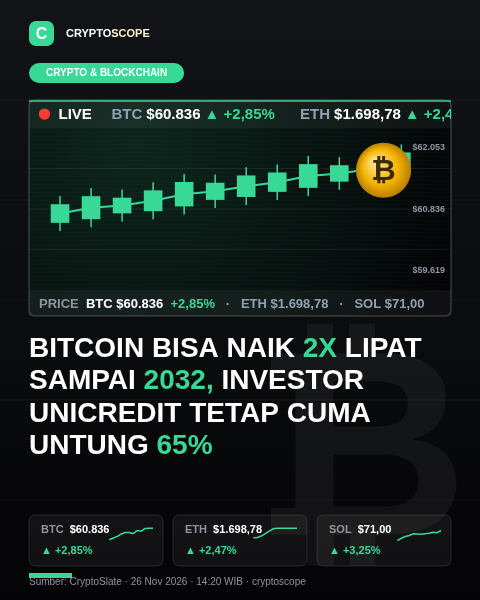 C CRYPTOSCOPE
CRYPTO & BLOCKCHAIN
LIVE BTC $60.836 ▲ +2,85% ETH $1.698,78 ▲ +2,4
$62.053
$60.836
$59.619
PRICE BTC $60.836 +2,85% · ETH $1.698,78 · SOL $71,00
BITCOIN BISA NAIK 2X LIPAT
SAMPAI 2032, INVESTOR
UNICREDIT TETAP CUMA
UNTUNG 65%
BTC $60.836 ETH $1.698,78 SOL $71,00
▲ +2,85% ▲ +2,47% ▲ +3,25%
Sumber: CryptoSlate · 26 Nov 2026 · 14:20 WIB · cryptoscope